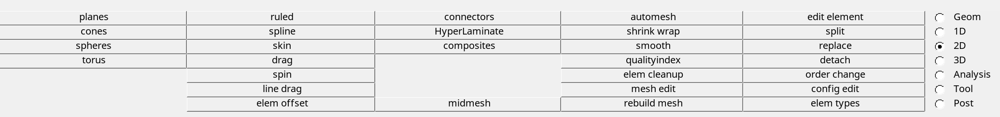 planes ruled connectors automesh edit element Geom
cones spline HyperLaminate shrink wrap split 1D
spheres skin composites smooth replace 2D
torus drag qualityindex detach 3D
spin elem cleanup order change Analysis
line drag mesh edit config edit Tool
elem offset midmesh rebuild mesh elem types Post